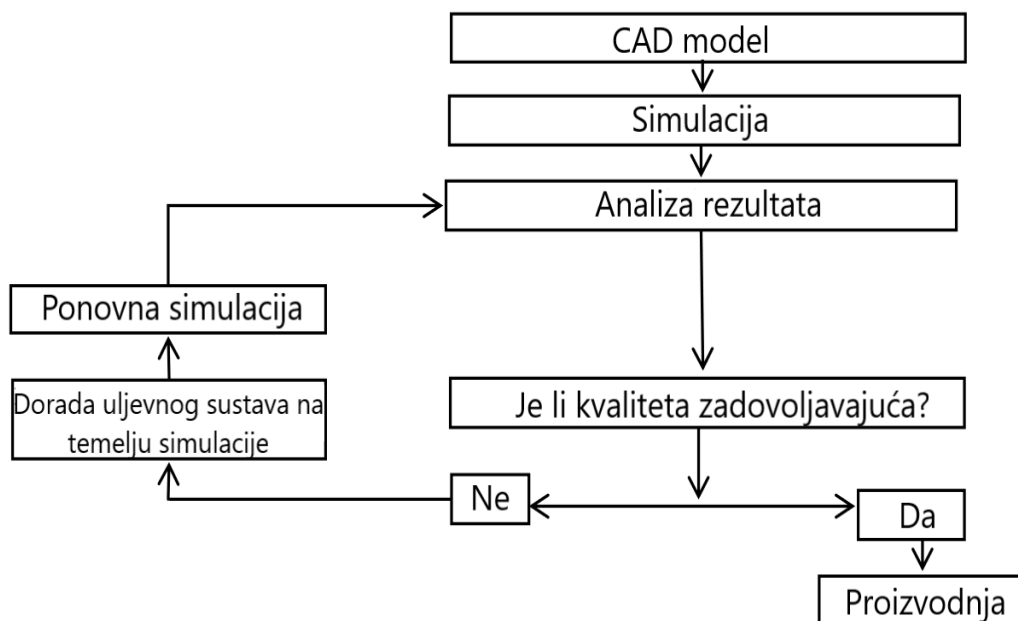 CAD model
Simulacija
Analiza rezultata
Ponovna simulacija
Dorada uljevnog sustava na
temelju simulacije
Je li kvaliteta zadovoljavajuća?
Ne
Da
Proizvodnja